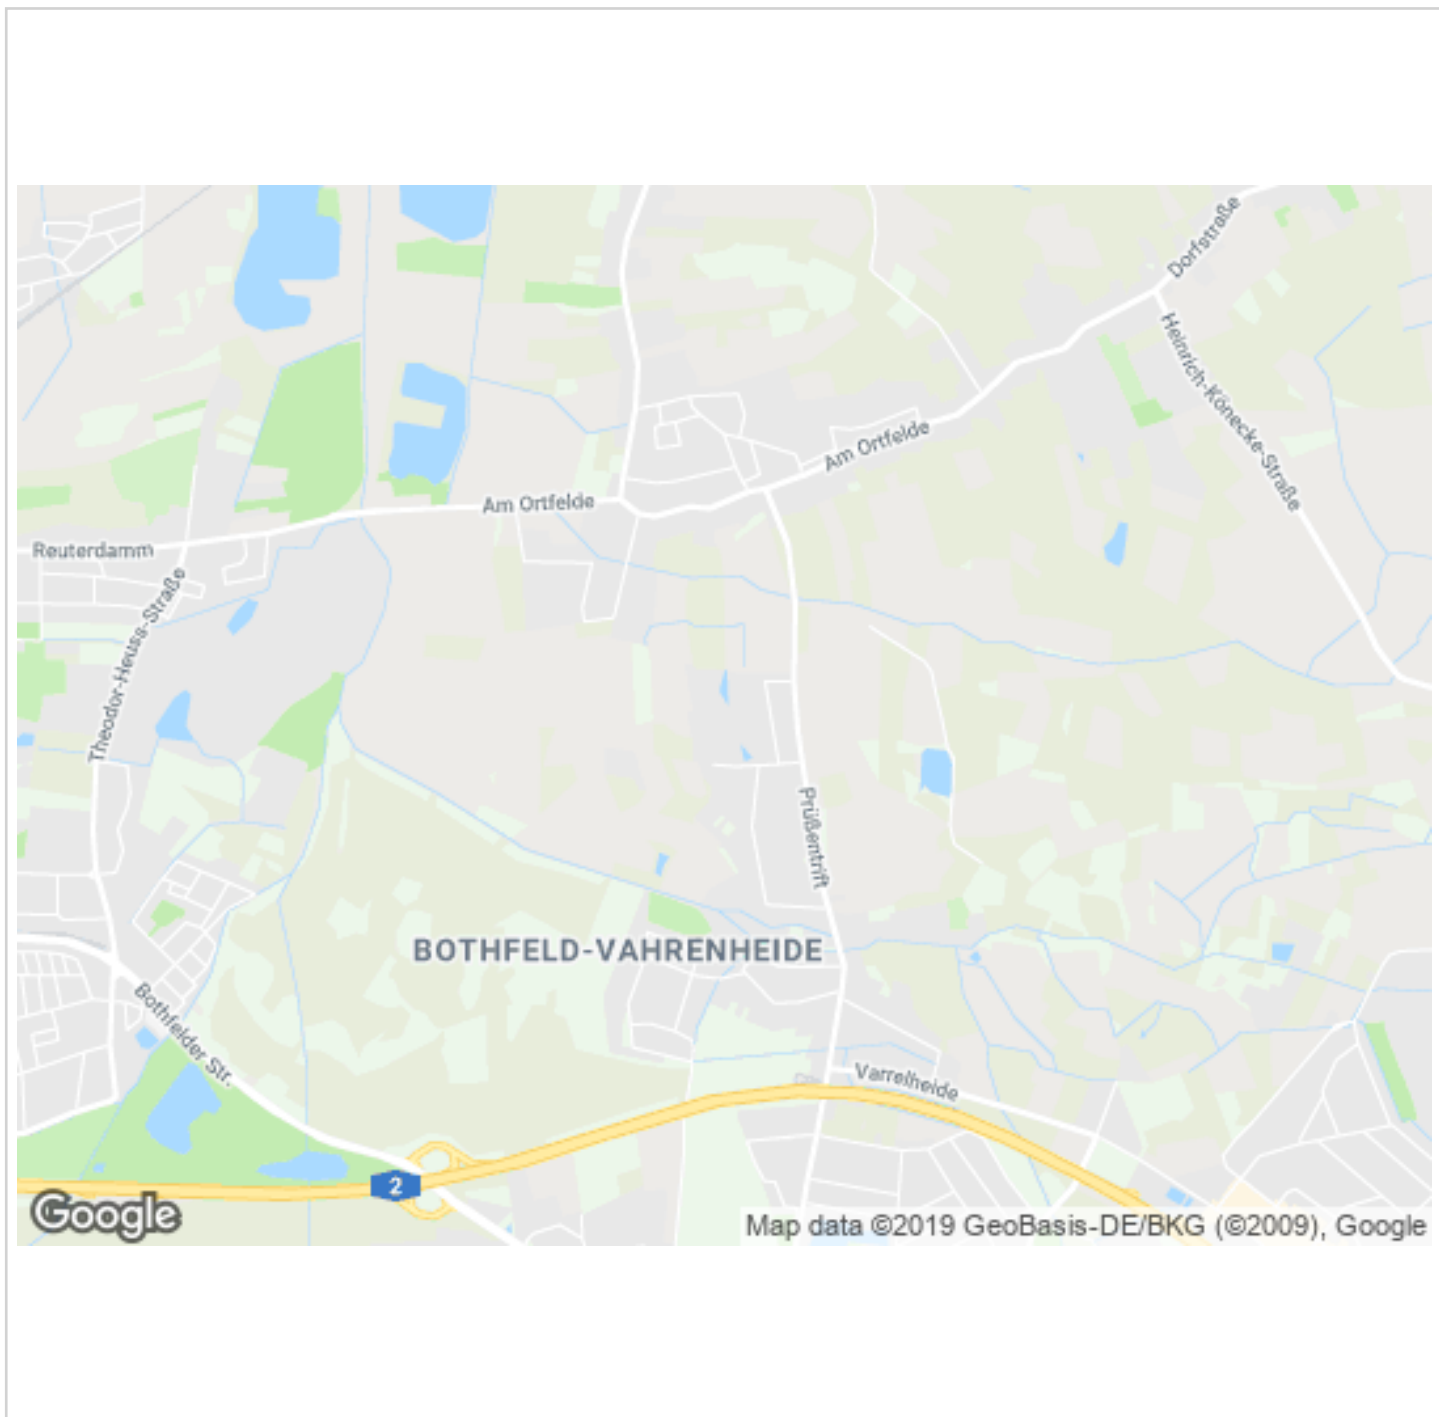 Dorfstraße
Heinrich-Könecke-Straße
Am Ortfelde
Am Ortfelde
Reuterdamm
Theodor-Heuss-Straße
Prüßentrift
BOTHFELD-VAHRENHEIDE
Bothfelder Str.
Varrelheide
2
Google
Map data ©2019 GeoBasis-DE/BKG (©2009), Google